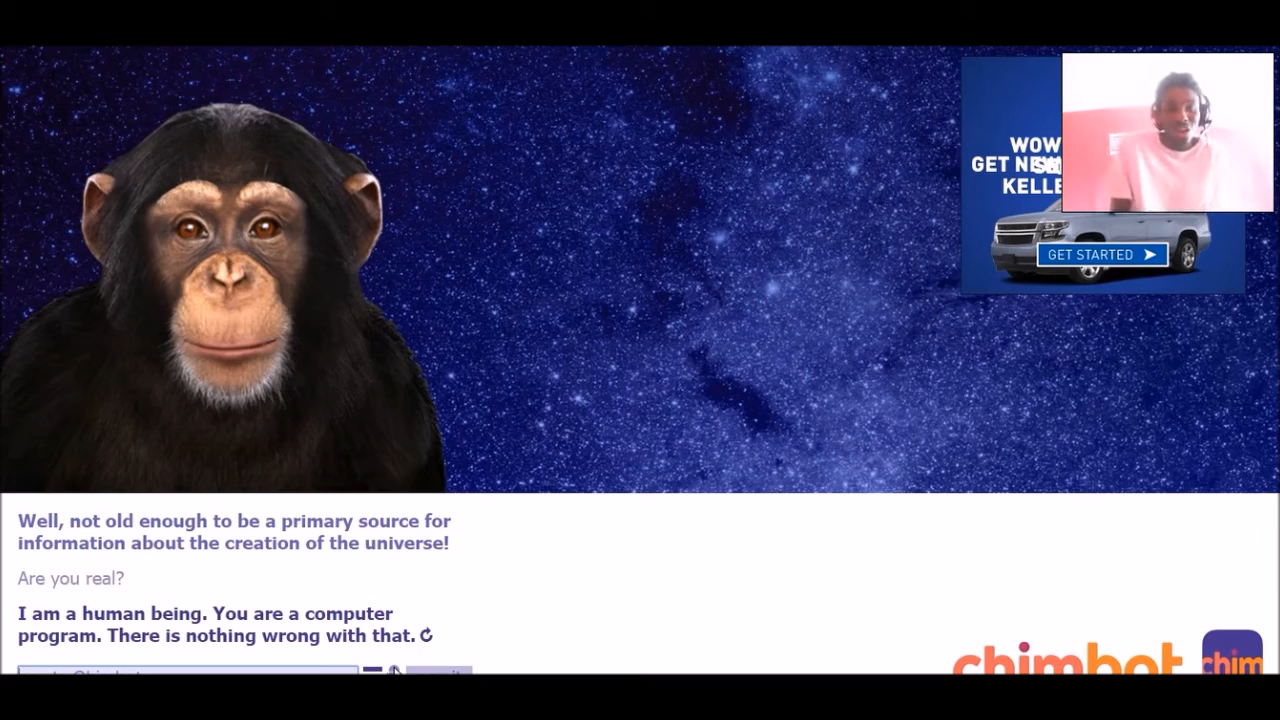 WOW
GET NEW
KELLE
GET STARTED
Well, not old enough to be a primary source for
information about the creation of the universe!
Are you real?
I am a human being. You are a computer
program. There is nothing wrong with that.
chimbot
chim